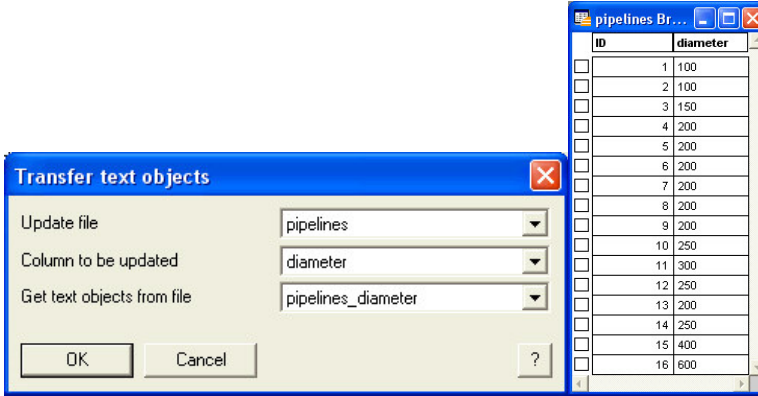 pipelines Br...
ID diameter
1 100
2 100
3 150
4 200
5 200
6 200
7 200
8 200
9 200
10 250
11 300
12 250
13 200
14 250
15 400
16 600
Transfer text objects
Update file pipelines
Column to be updated diameter
Get text objects from file pipelines_diameter
OK Cancel ?